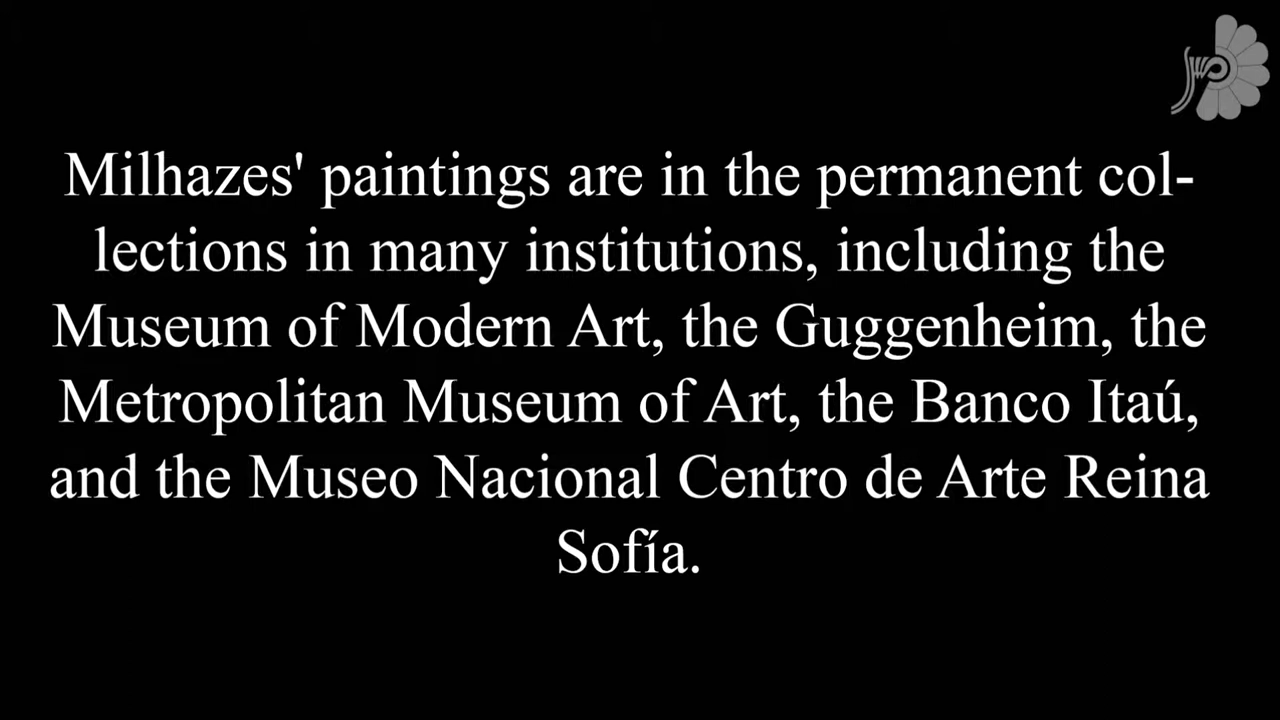 Milhazes' paintings are in the permanent col-
lections in many institutions, including the
Museum of Modern Art, the Guggenheim, the
Metropolitan Museum of Art, the Banco Itaú,
and the Museo Nacional Centro de Arte Reina
Sofía.